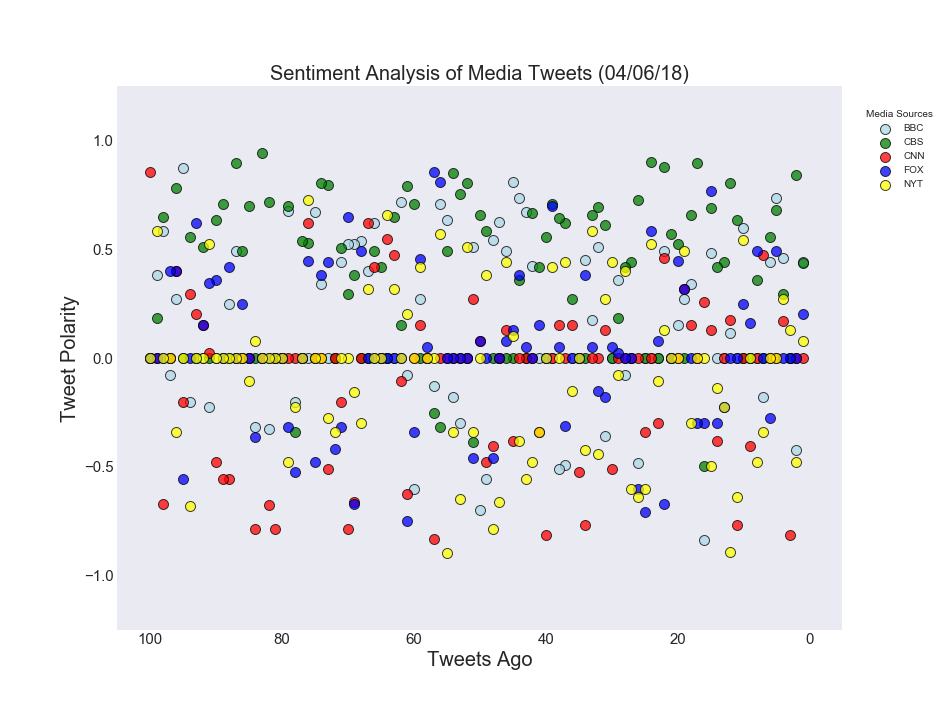 Sentiment Analysis of Media Tweets (04/06/18)
Media Sources
BBC
CBS
CNN
FOX
NYT
Tweet Polarity
1.0
0.5
0.0
−0.5
−1.0
100 80 60 40 20 0
Tweets Ago